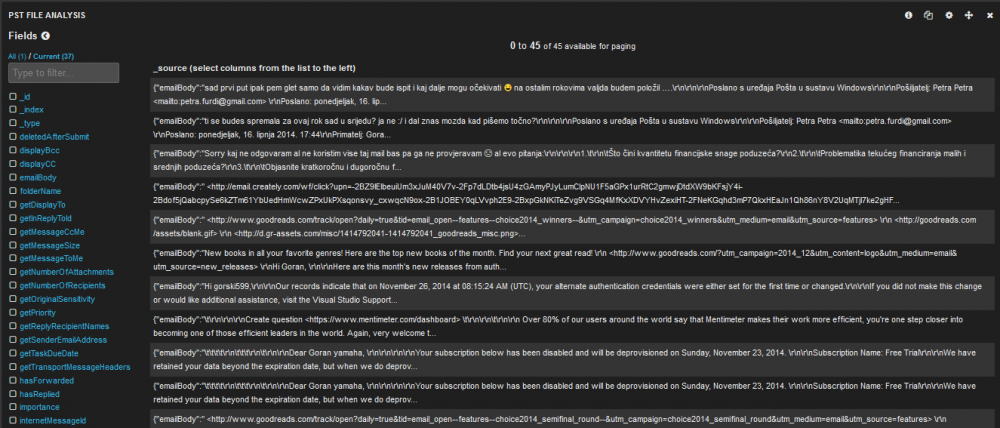 PST FILE ANALYSIS
Fields
All (1) / Current (37)
Type to filter...
_id
_index
_type
deletedAfterSubmit
displayBcc
displayCC
emailBody
folderName
getDisplayTo
getInReplyToId
getMessageCcMe
getMessageSize
getMessageToMe
getNumberOfAttachments
getNumberOfRecipients
getOriginalSensitivity
getPriority
getReplyRecipientNames
getSenderEmailAddress
getTaskDueDate
getTransportMessageHeaders
hasForwarded
hasReplied
importance
internetMessageId
0 to 45 of 45 available for paging
_source (select columns from the list to the left)
{"emailBody":"sad prvi put ipak pem glet samo da vidim kakav bude ispit i kaj dalje mogu očekivati 😀 na ostalim rokovima valjda budem položil ....\r\n\r\n\r\nPoslano s uređaja Pošta u sustavu Windows\r\n\r\nPošiljatelj: Petra Petra
<mailto:petra.furdi@gmail.com> \r\nPoslano: ponedjeljak, 16. lip...
{"emailBody":"ti se budes spremala za ovaj rok sad u srijedu? ja ne :/ i dal znas mozda kad pišemo točno?\r\n\r\n\r\nPoslano s uređaja Pošta u sustavu Windows\r\n\r\nPošiljatelj: Petra Petra <mailto:petra.furdi@gmail.com>
\r\nPoslano: ponedjeljak, 16. lipnja 2014. 17:44\r\nPrimatelj: Gora...
{"emailBody":"Sorry kaj ne odgovaram al ne koristim vise taj mail bas pa ga ne provjeravam ☹ al evo pitanja:\r\n\r\n\r\n1.\t\r\n\tŠto čini kvantitetu financijske snage poduzeća?\r\n2.\t\r\n\tProblematika tekućeg financiranja malih i
srednjih poduzeća?\r\n3.\t\r\n\tObjasnite kratkoročnu i dugoročnu f...
{"emailBody":" <http://email.creately.com/wf/click?upn=-2BZ9lElbeuiUm3xJuM40V7v-2Fp7dLDtb4jsU4zGAmyPJyLumClpNU1F5aGPx1urRtC2gmwjDtdXW9bKFsjY4i-
{"emailBody":" <http://www.goodreads.com/track/open?daily=true&tid=email_open--features--choice2014_winners--&utm_campaign=choice2014_winners&utm_medium=email&utm_source=features> \r\n <http://goodreads.com
/assets/blank.gif> \r\n <http://d.gr-assets.com/misc/1414792041-1414792041_goodreads_misc.png>...
{"emailBody":"New books in all your favorite genres! Here are the top new books of the month. Find your next great read! \r\n <http://www.goodreads.com/?utm_campaign=2014_12&utm_content=logo&utm_medium=email&
utm_source=new_releases> \r\nHi Goran, \r\n\r\nHere are this month's new releases from auth...
{"emailBody":"Hi gorski599,\r\n\r\nOur records indicate that on November 26, 2014 at 08:15:24 AM (UTC), your alternate authentication credentials were either set for the first time or changed.\r\n\r\nIf you did not make this change
or would like additional assistance, visit the Visual Studio Support...
{"emailBody":"\t\r\n\r\n\r\nCreate question <https://www.mentimeter.com/dashboard> \t\r\n\r\n\t\r\n\r\n Over 80% of our users around the world say that Mentimeter makes their work more efficient, you're one step closer into
becoming one of those efficient leaders in the world. Again, very welcome t...
{"emailBody":"\t\t\t\t\r\n\t\t\r\n\t\r\n\r\nDear Goran yamaha, \r\n\r\n\r\n\r\nYour subscription below has been disabled and will be deprovisioned on Sunday, November 23, 2014. \r\n\r\nSubscription Name: Free Trial\r\n\r\nWe have
retained your data beyond the expiration date, but when we do deprov...
{"emailBody":"\t\t\t\t\r\n\t\t\r\n\t\r\n\r\nDear Goran yamaha, \r\n\r\n\r\n\r\nYour subscription below has been disabled and will be deprovisioned on Sunday, November 23, 2014. \r\n\r\nSubscription Name: Free Trial\r\n\r\nWe have
retained your data beyond the expiration date, but when we do deprov...
{"emailBody":" <http://www.goodreads.com/track/open?daily=true&tid=email_open--features--choice2014_semifinal_round--&utm_campaign=choice2014_semifinal_round&utm_medium=email&utm_source=features> \r\n